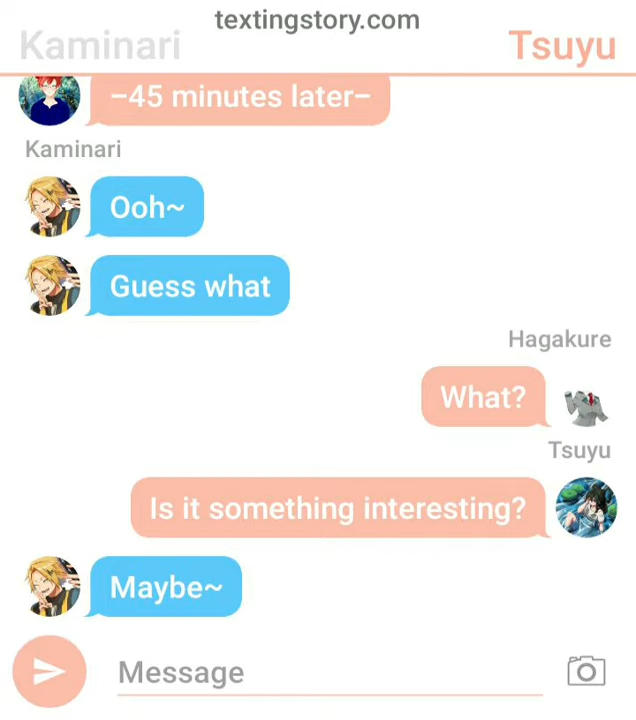 textingstory.com
Kaminari
Tsuyu
–45 minutes later–
Kaminari
Ooh~
Guess what
Hagakure
What?
Tsuyu
Is it something interesting?
Maybe~
Message